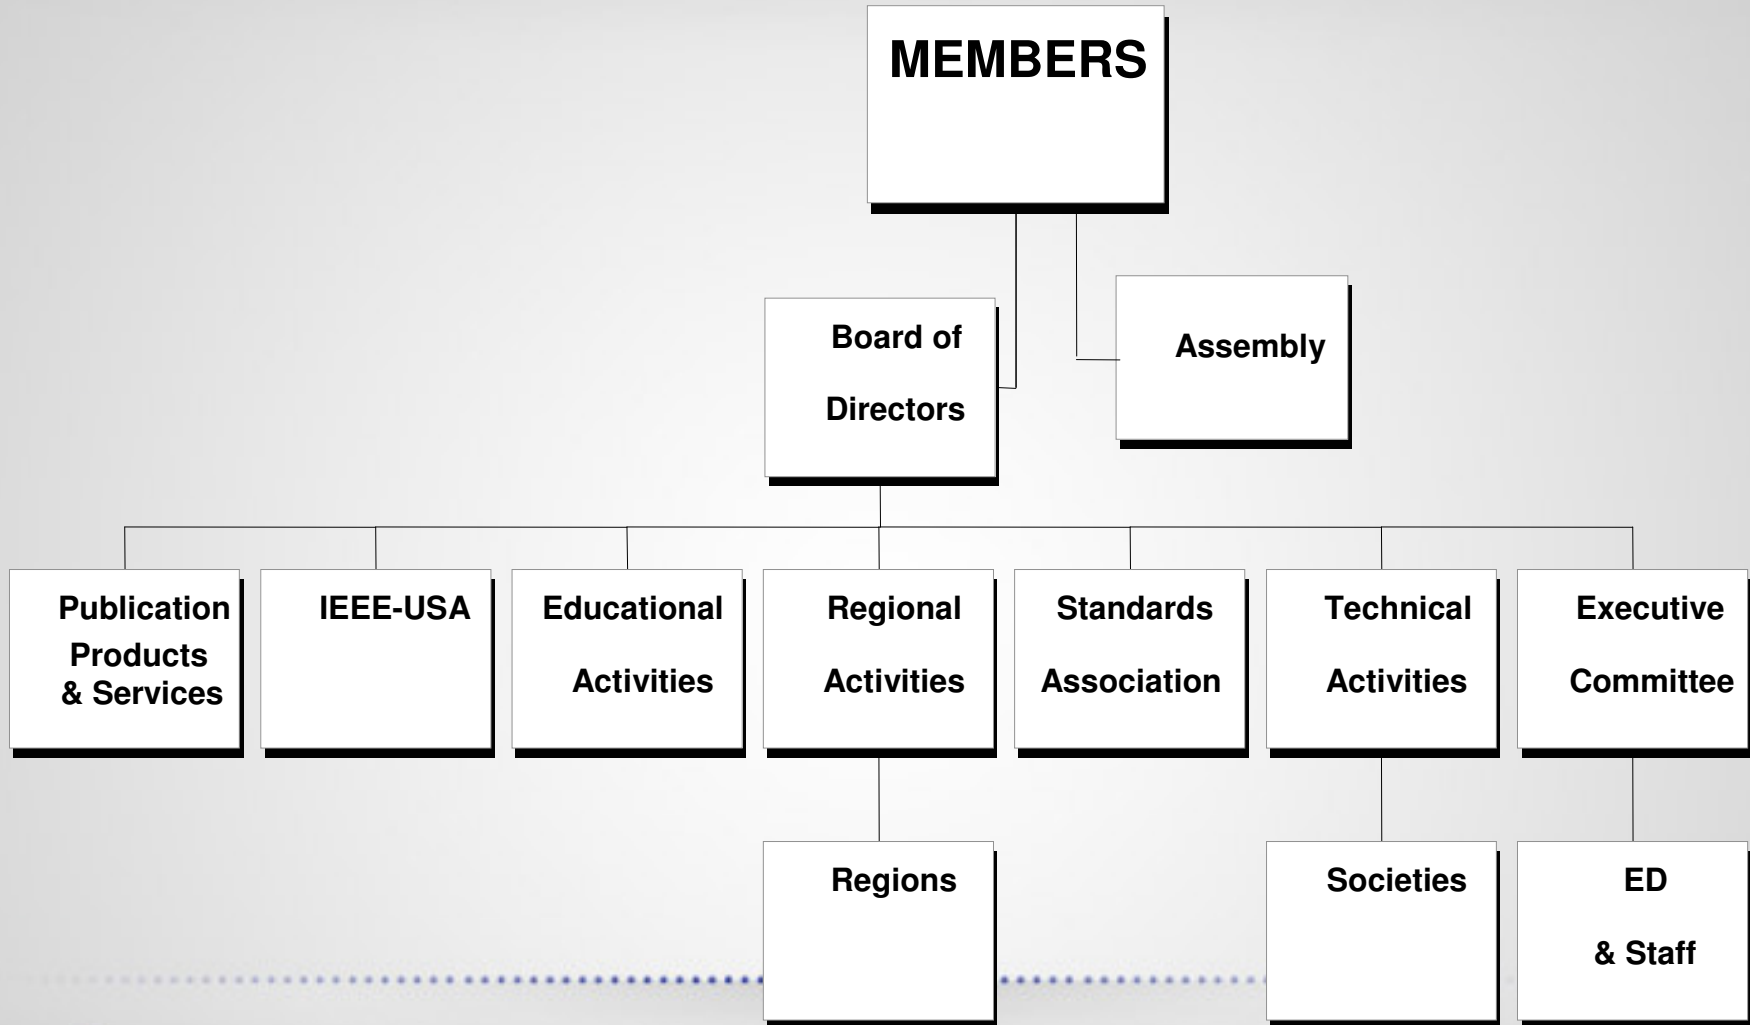 MEMBERS
Board of
Directors
Assembly
Publication
Products
& Services
IEEE-USA
Educational
Activities
Regional
Activities
Standards
Association
Technical
Activities
Executive
Committee
Regions
Societies
ED
& Staff